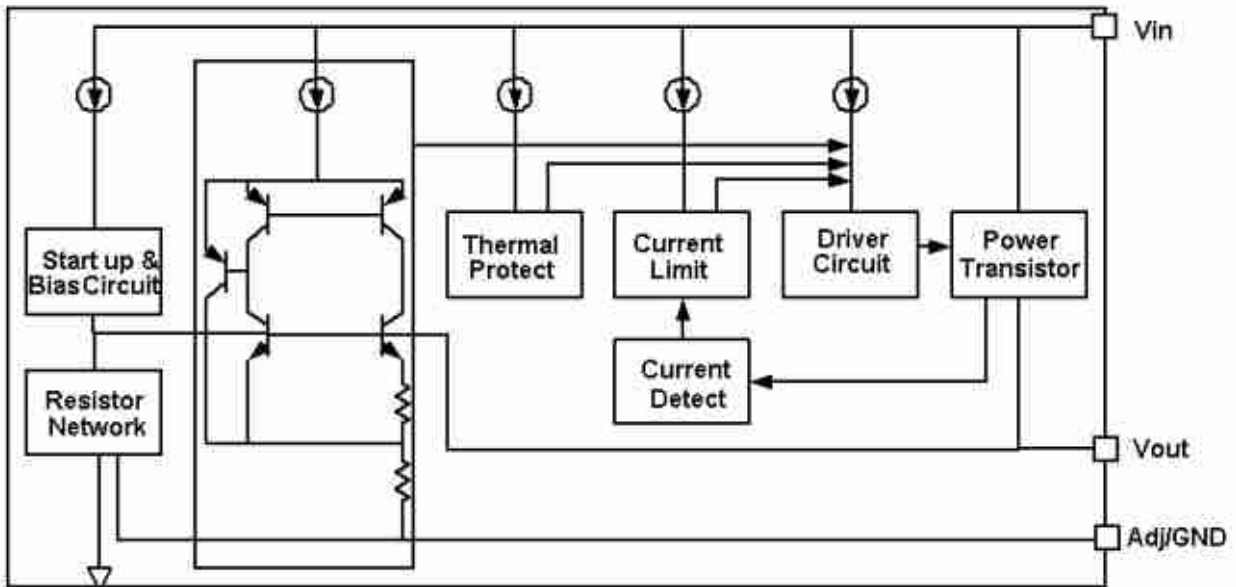 Vin
Start up &
Bias Circuit
Thermal
Protect
Current
Limit
Driver
Circuit
Power
Transistor
Resistor
Network
Current
Detect
Vout
Adj/GND